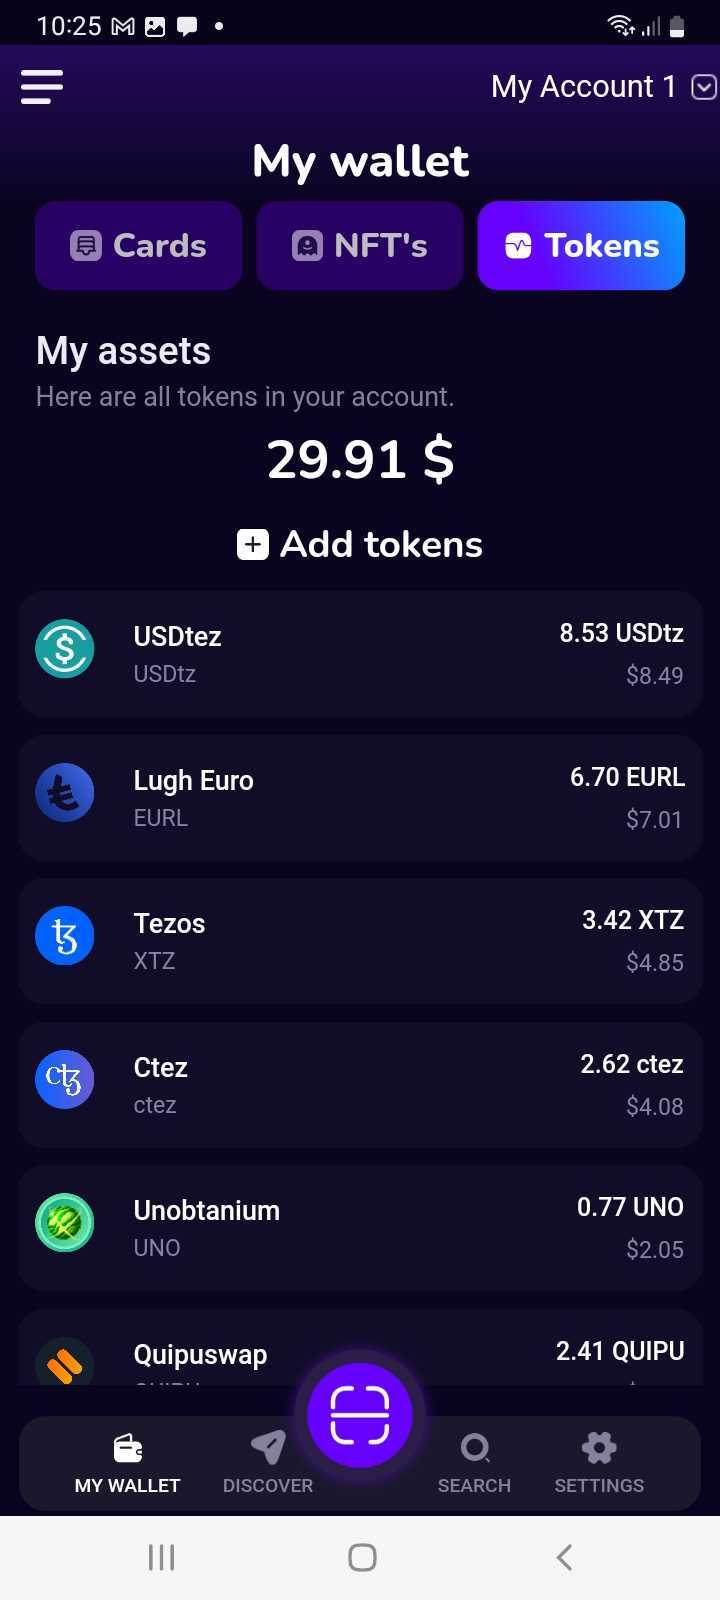 10:25
My Account 1
My wallet
Cards
NFT's
Tokens
My assets
Here are all tokens in your account.
29.91 $
Add tokens
USDtez
8.53 USDtz
USDtz
$8.49
Lugh Euro
6.70 EURL
EURL
$7.01
Tezos
3.42 XTZ
XTZ
$4.85
Ctez
2.62 ctez
ctez
$4.08
Unobtanium
0.77 UNO
UNO
$2.05
Quipuswap
2.41 QUIPU
MY WALLET
DISCOVER
SEARCH
SETTINGS